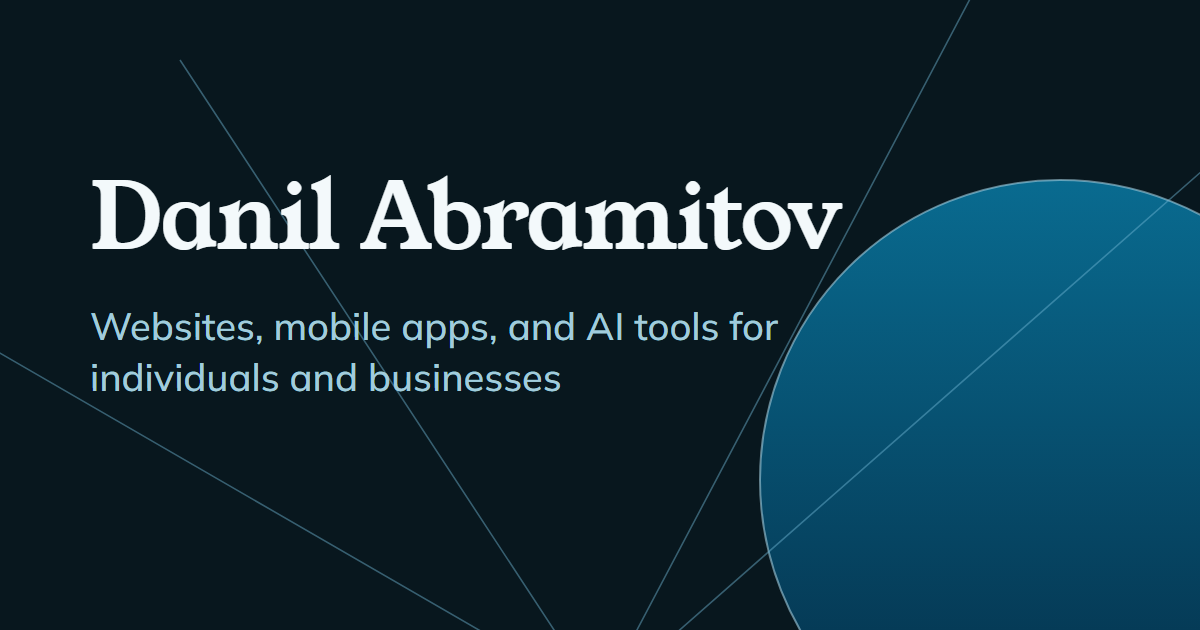 Danil Abramitov
Websites, mobile apps, and AI tools for
individuals and businesses